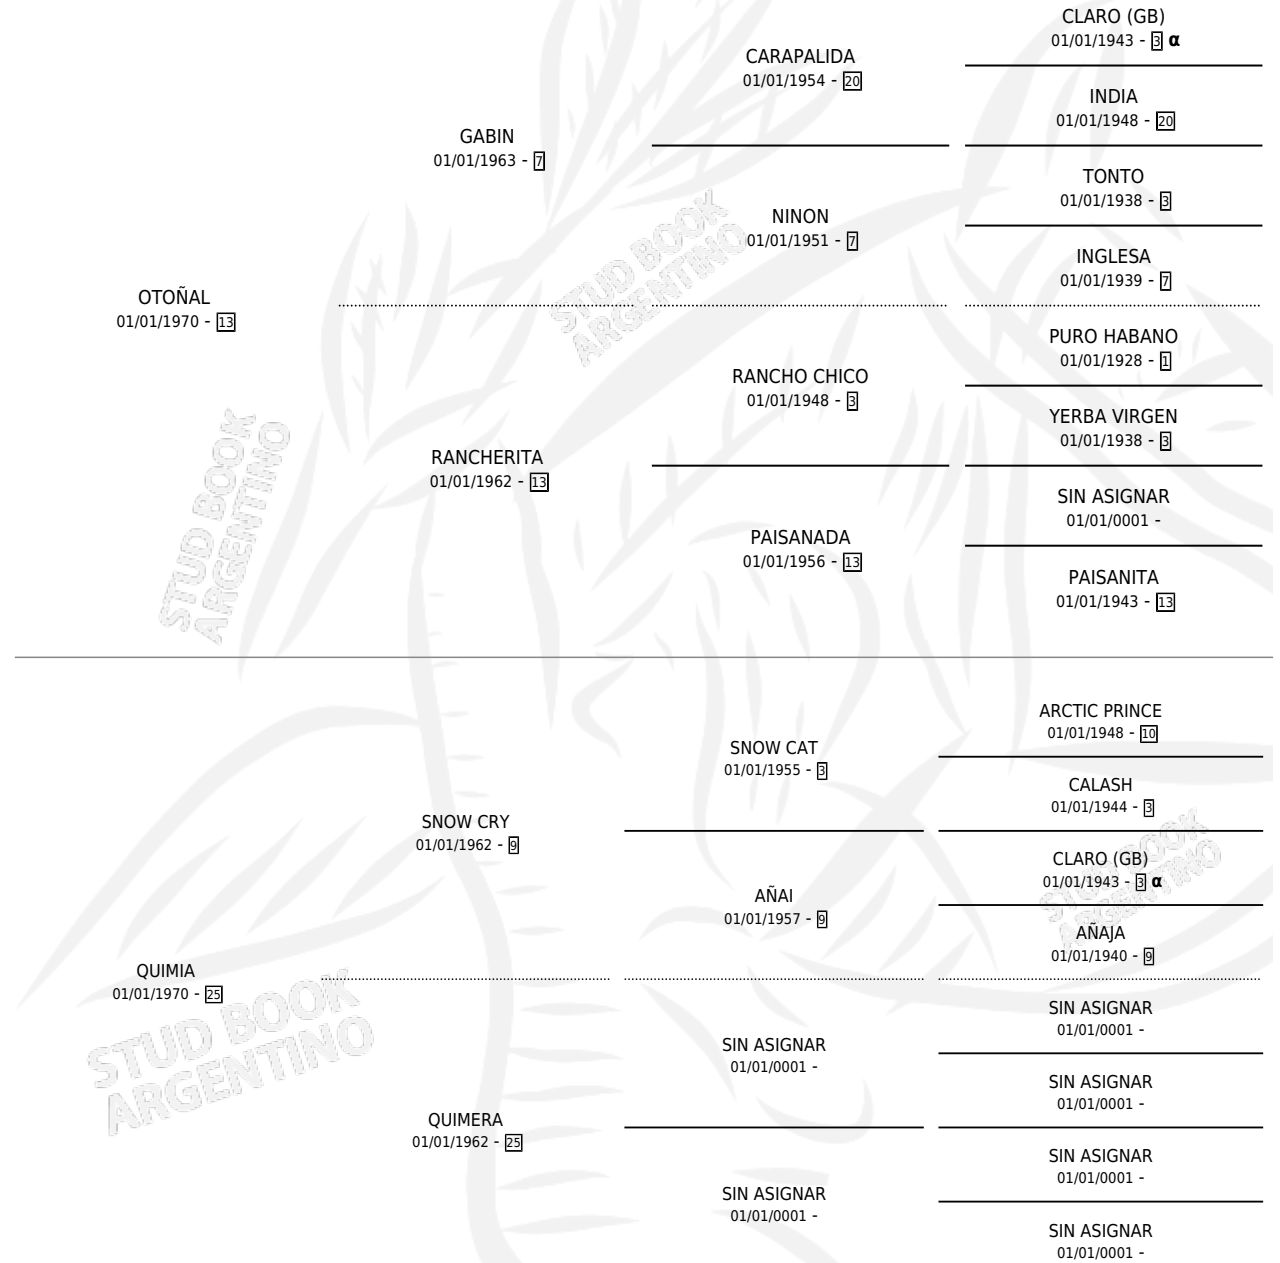 CLARO (GB)
01/01/1943 - 3 α
CARAPALIDA
01/01/1954 - 20
INDIA
01/01/1948 - 20
GABIN
01/01/1963 - 7
TONTO
01/01/1938 - 3
NINON
01/01/1951 - 7
INGLESA
01/01/1939 - 7
OTOÑAL
01/01/1970 - 13
PURO HABANO
01/01/1928 - 1
RANCHO CHICO
01/01/1948 - 3
YERBA VIRGEN
01/01/1938 - 3
RANCHERITA
01/01/1962 - 13
SIN ASIGNAR
01/01/0001 -
PAISANADA
01/01/1956 - 13
PAISANITA
01/01/1943 - 13
ARCTIC PRINCE
01/01/1948 - 10
SNOW CAT
01/01/1955 - 3
CALASH
01/01/1944 - 3
SNOW CRY
01/01/1962 - 9
CLARO (GB)
01/01/1943 - 3 α
AÑAI
01/01/1957 - 9
AÑAJA
01/01/1940 - 9
QUIMIA
01/01/1970 - 25
SIN ASIGNAR
01/01/0001 -
SIN ASIGNAR
01/01/0001 -
SIN ASIGNAR
01/01/0001 -
QUIMERA
01/01/1962 - 25
SIN ASIGNAR
01/01/0001 -
SIN ASIGNAR
01/01/0001 -
SIN ASIGNAR
01/01/0001 -
STUD BOOK
ARGENTINO
STUD BOOK
ARGENTINO
STUD BOOK
ARGENTINO
STUD BOOK
ARGENTINO